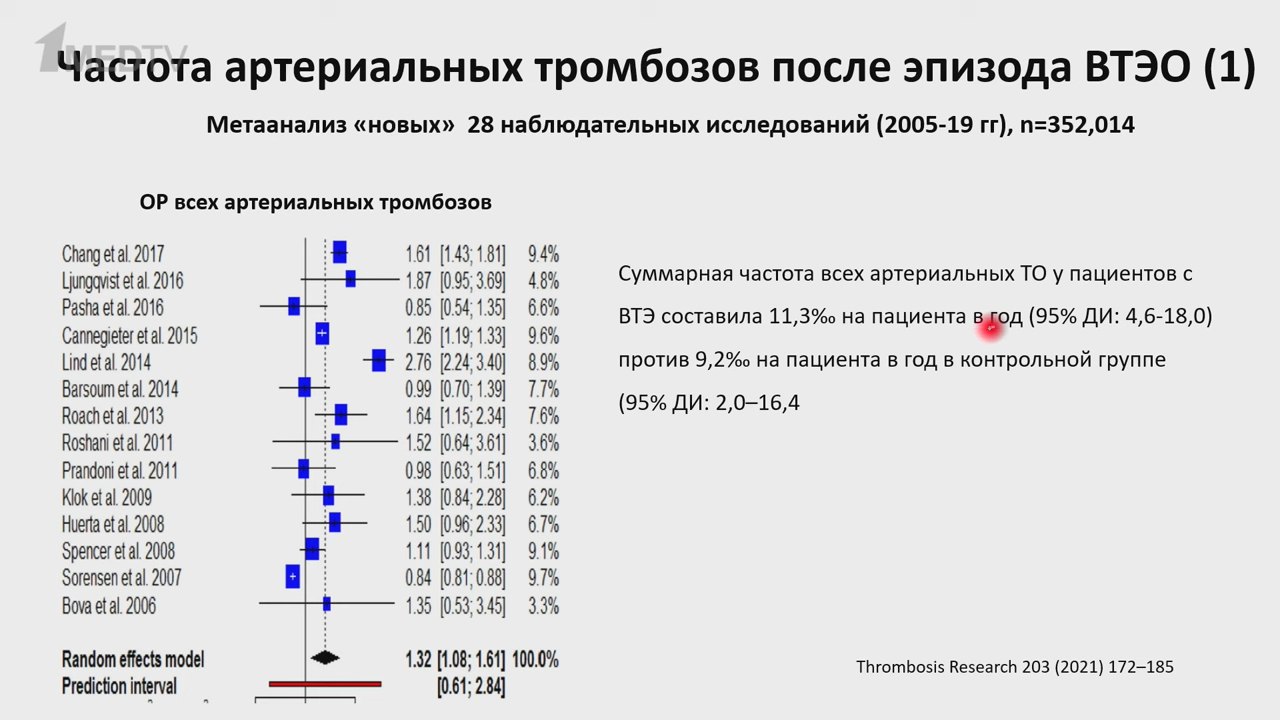 1MEDTV
Частота артериальных тромбозов после эпизода ВТЭО (1)
Метаанализ «новых» 28 наблюдательных исследований (2005-19 гг), n=352,014
ОР всех артериальных тромбозов
Chang et al. 2017 1.61 [1.43; 1.81] 9.4%
Ljungqvist et al. 2016 1.87 [0.95; 3.69] 4.8%
Pasha et al. 2016 0.85 [0.54; 1.35] 6.6%
Cannegieter et al. 2015 1.26 [1.19; 1.33] 9.6%
Lind et al. 2014 2.76 [2.24; 3.40] 8.9%
Barsoum et al. 2014 0.99 [0.70; 1.39] 7.7%
Roach et al. 2013 1.64 [1.15; 2.34] 7.6%
Roshani et al. 2011 1.52 [0.64; 3.61] 3.6%
Prandoni et al. 2011 0.98 [0.63; 1.51] 6.8%
Klok et al. 2009 1.38 [0.84; 2.28] 6.2%
Huerta et al. 2008 1.50 [0.96; 2.33] 6.7%
Spencer et al. 2008 1.11 [0.93; 1.31] 9.1%
Sorensen et al. 2007 0.84 [0.81; 0.88] 9.7%
Bova et al. 2006 1.35 [0.53; 3.45] 3.3%
Random effects model 1.32 [1.08; 1.61] 100.0%
Prediction interval [0.61; 2.84]
Суммарная частота всех артериальных ТО у пациентов с
ВТЭ составила 11,3‰ на пациента в год (95% ДИ: 4,6-18,0)
против 9,2‰ на пациента в год в контрольной группе
(95% ДИ: 2,0–16,4
Thrombosis Research 203 (2021) 172–185